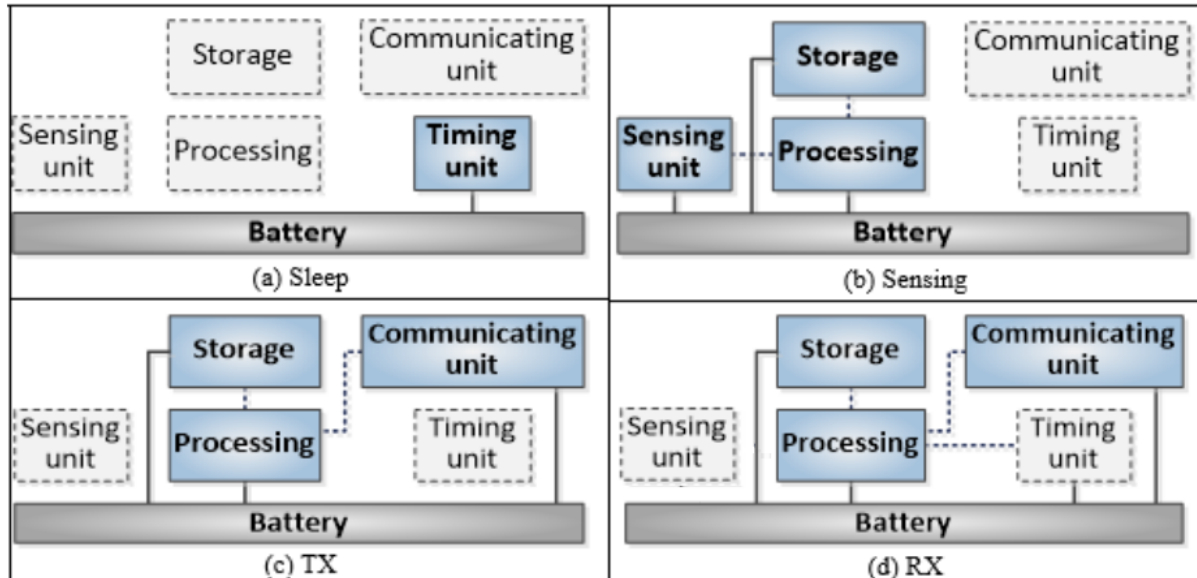 Storage
Communicating
unit
Sensing
unit
Processing
Timing
unit
Battery
(a) Sleep
Storage
Communicating
unit
Sensing
unit
Processing
Timing
unit
Battery
(b) Sensing
Storage
Communicating
unit
Sensing
unit
Processing
Timing
unit
Battery
(c) TX
Storage
Communicating
unit
Sensing
unit
Processing
Timing
unit
Battery
(d) RX